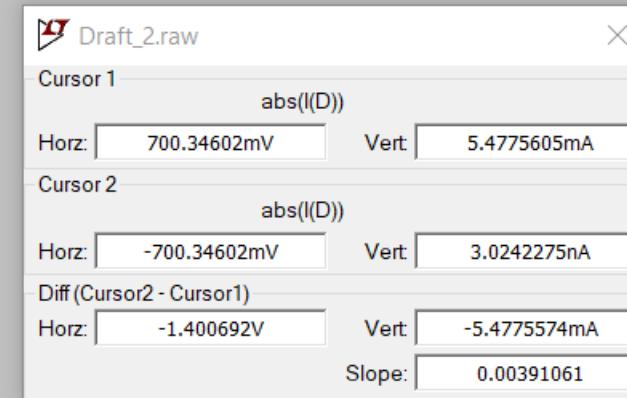 Draft_2.raw
Cursor 1
abs(I(D))
Horz: 700.34602mV Vert: 5.4775605mA
Cursor 2
abs(I(D))
Horz: -700.34602mV Vert: 3.0242275nA
Diff (Cursor2 - Cursor1)
Horz: -1.400692V Vert: -5.4775574mA
Slope: 0.00391061